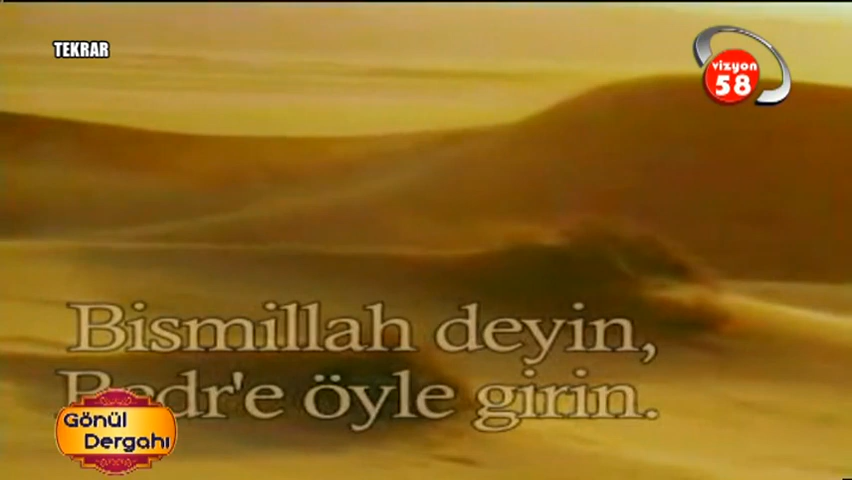 TEKRAR
vizyon
58
Bismillah deyin,
Bedr'e öyle girin.
Gönül
Dergahı